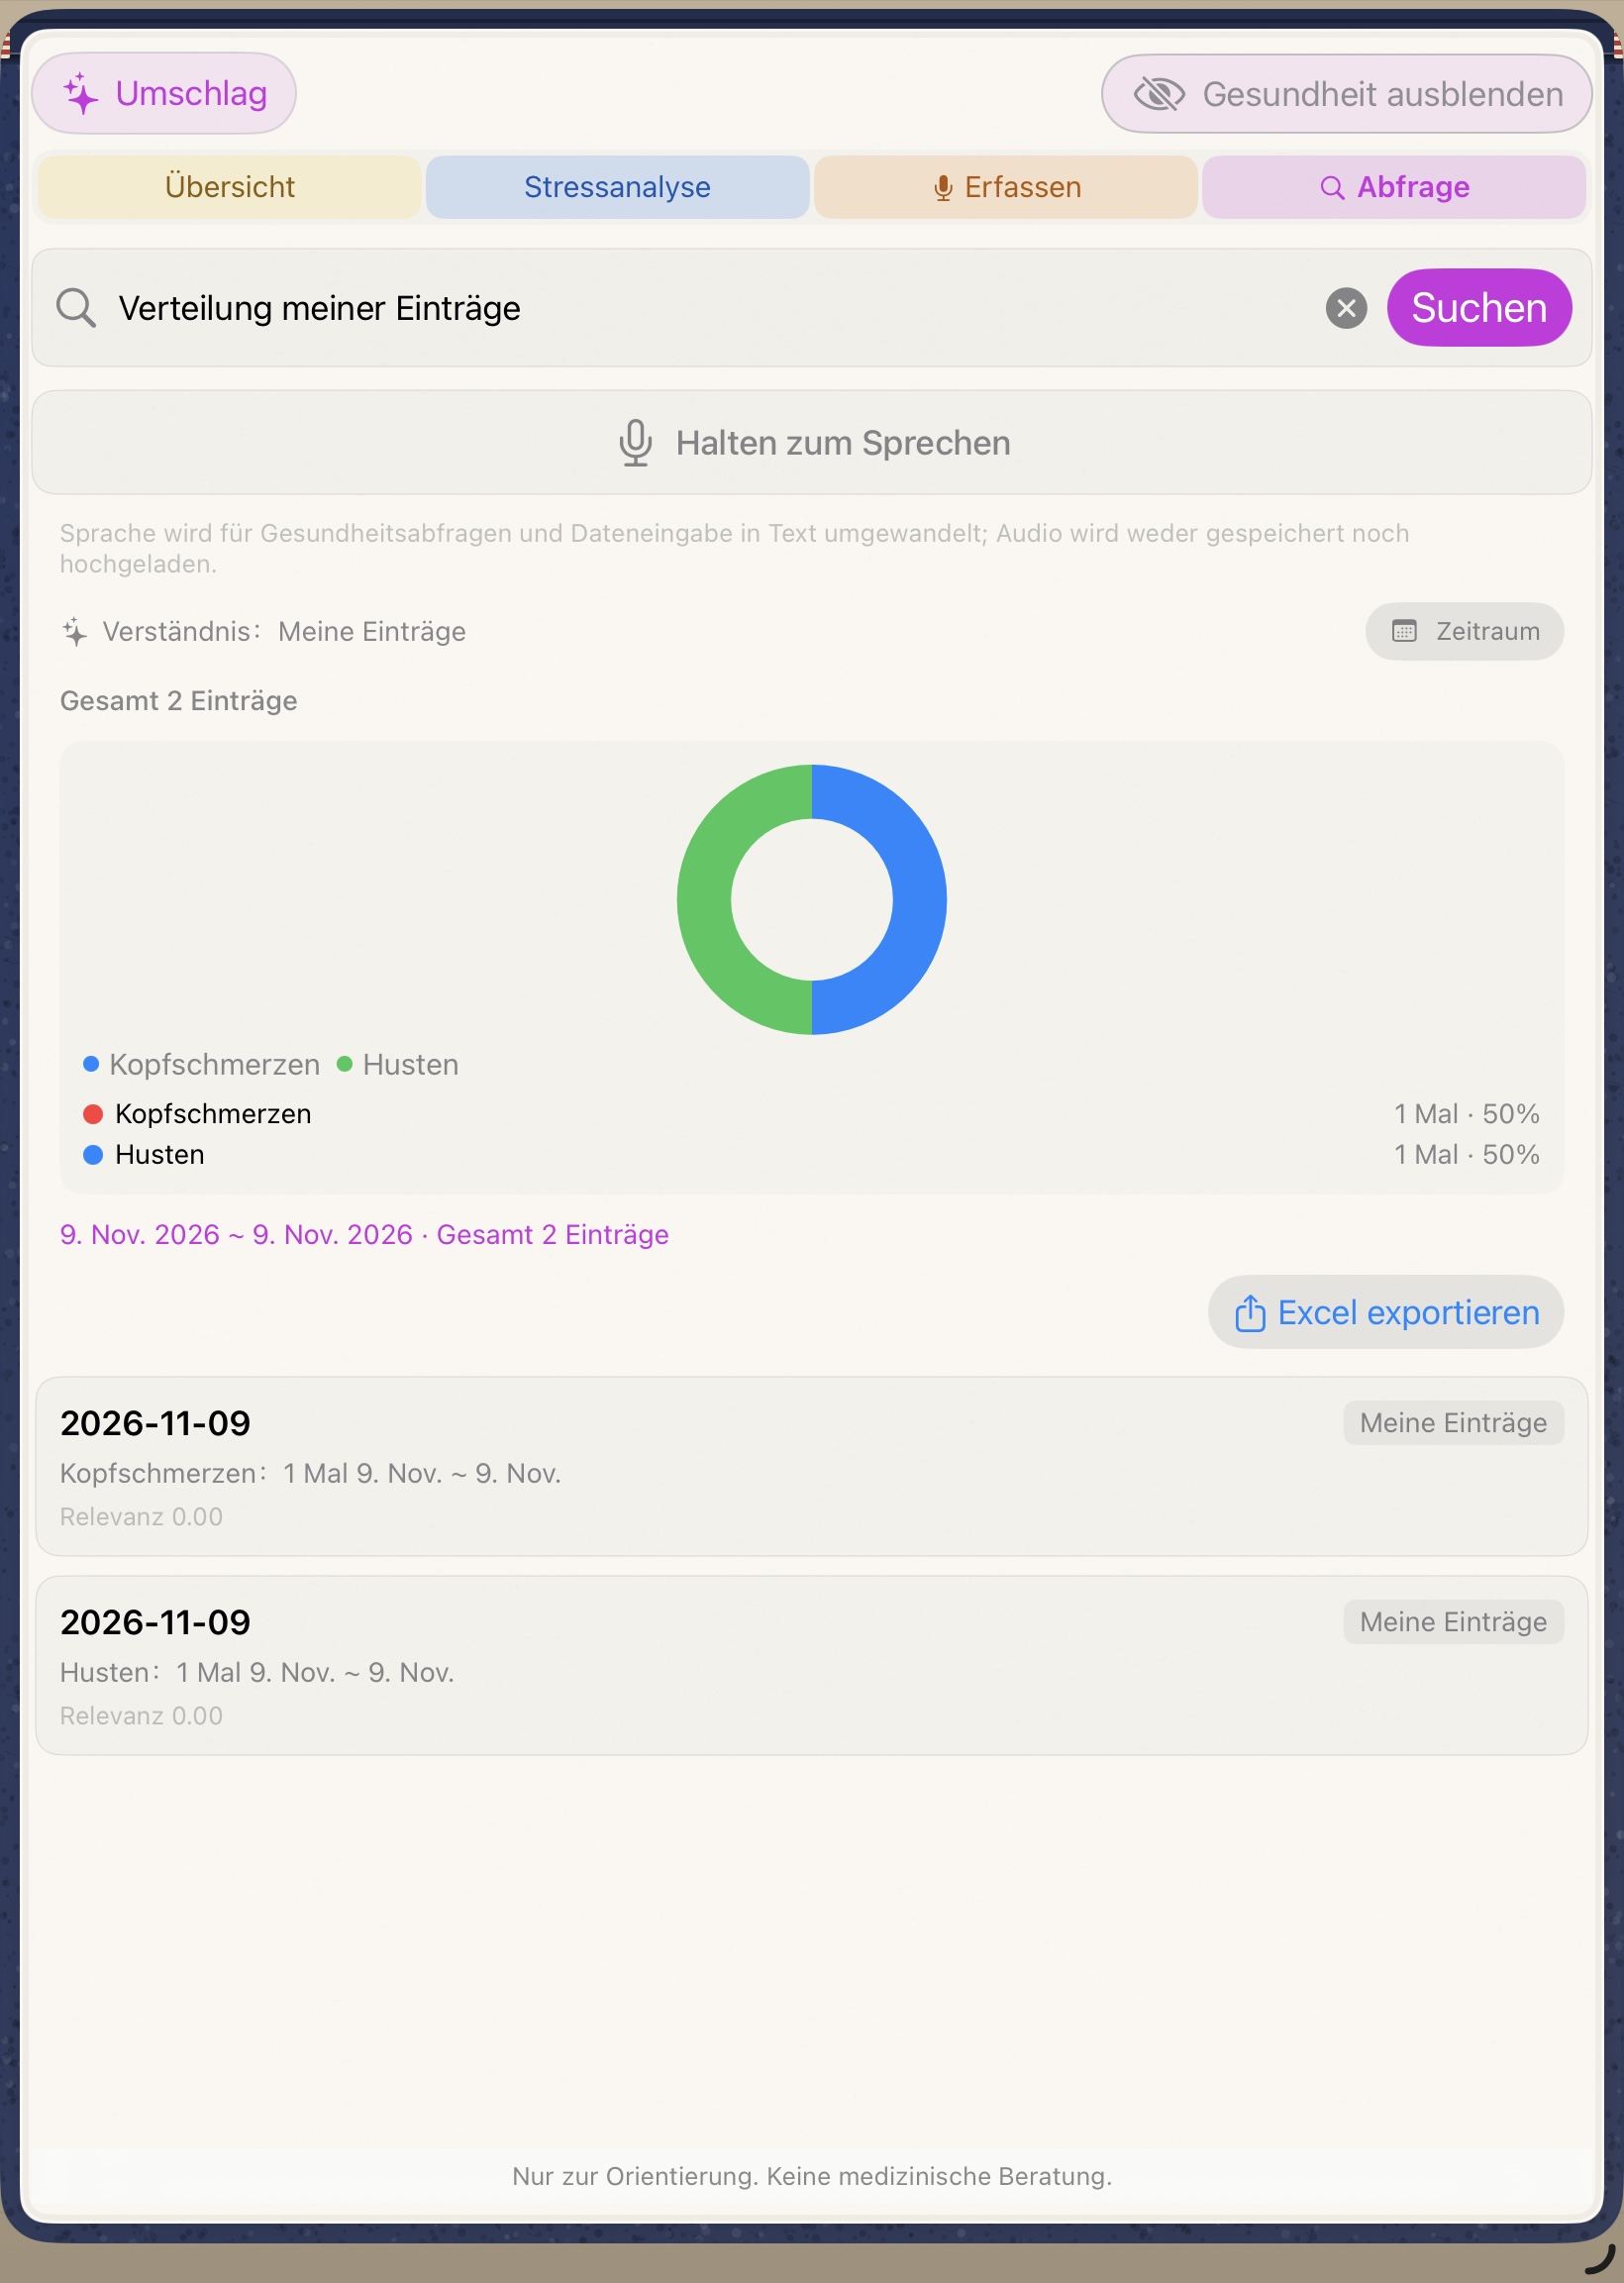 Umschlag
Gesundheit ausblenden
Übersicht
Stressanalyse
Erfassen
Abfrage
Verteilung meiner Einträge
Suchen
Halten zum Sprechen
Sprache wird für Gesundheitsabfragen und Dateneingabe in Text umgewandelt; Audio wird weder gespeichert noch
hochgeladen.
Verständnis: Meine Einträge
Zeitraum
Gesamt 2 Einträge
Kopfschmerzen Husten
Kopfschmerzen 1 Mal · 50%
Husten 1 Mal · 50%
9. Nov. 2026 ~ 9. Nov. 2026 · Gesamt 2 Einträge
Excel exportieren
2026-11-09
Meine Einträge
Kopfschmerzen: 1 Mal 9. Nov. ~ 9. Nov.
Relevanz 0.00
2026-11-09
Meine Einträge
Husten: 1 Mal 9. Nov. ~ 9. Nov.
Relevanz 0.00
Nur zur Orientierung. Keine medizinische Beratung.